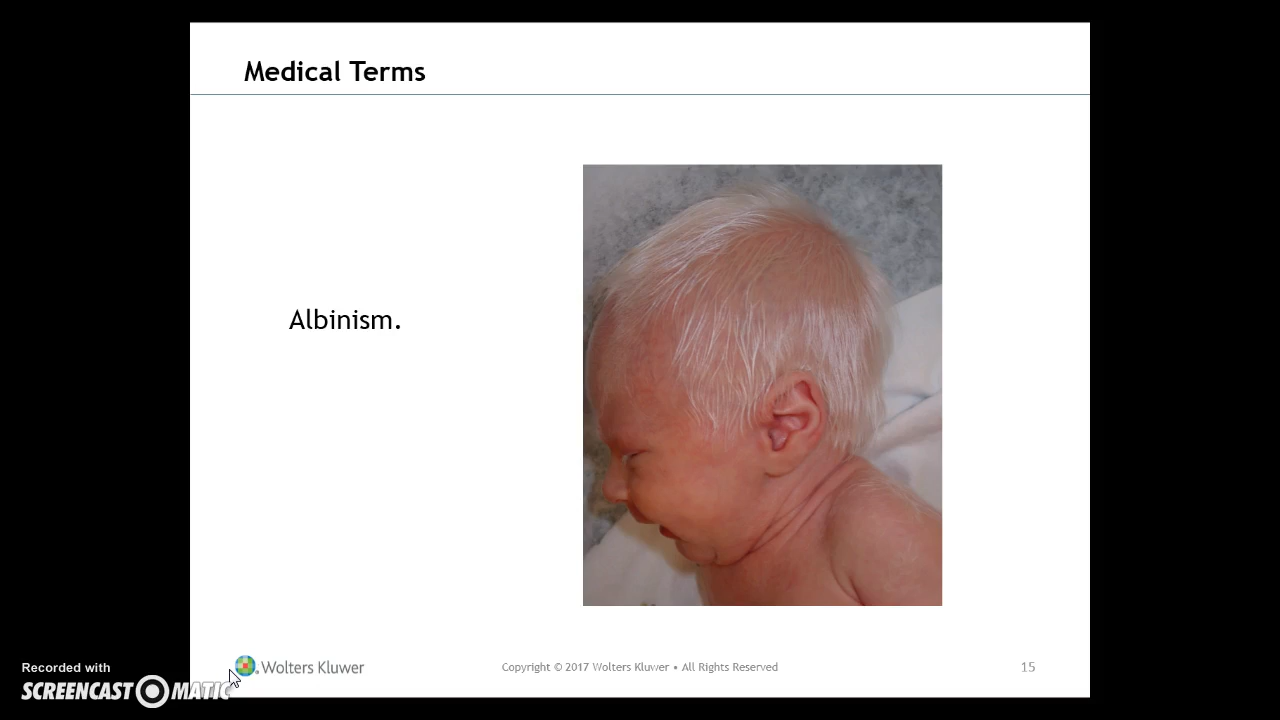 Medical Terms
Albinism.
Wolters Kluwer
Copyright © 2017 Wolters Kluwer • All Rights Reserved
15
Recorded with
SCREENCAST O MATIC